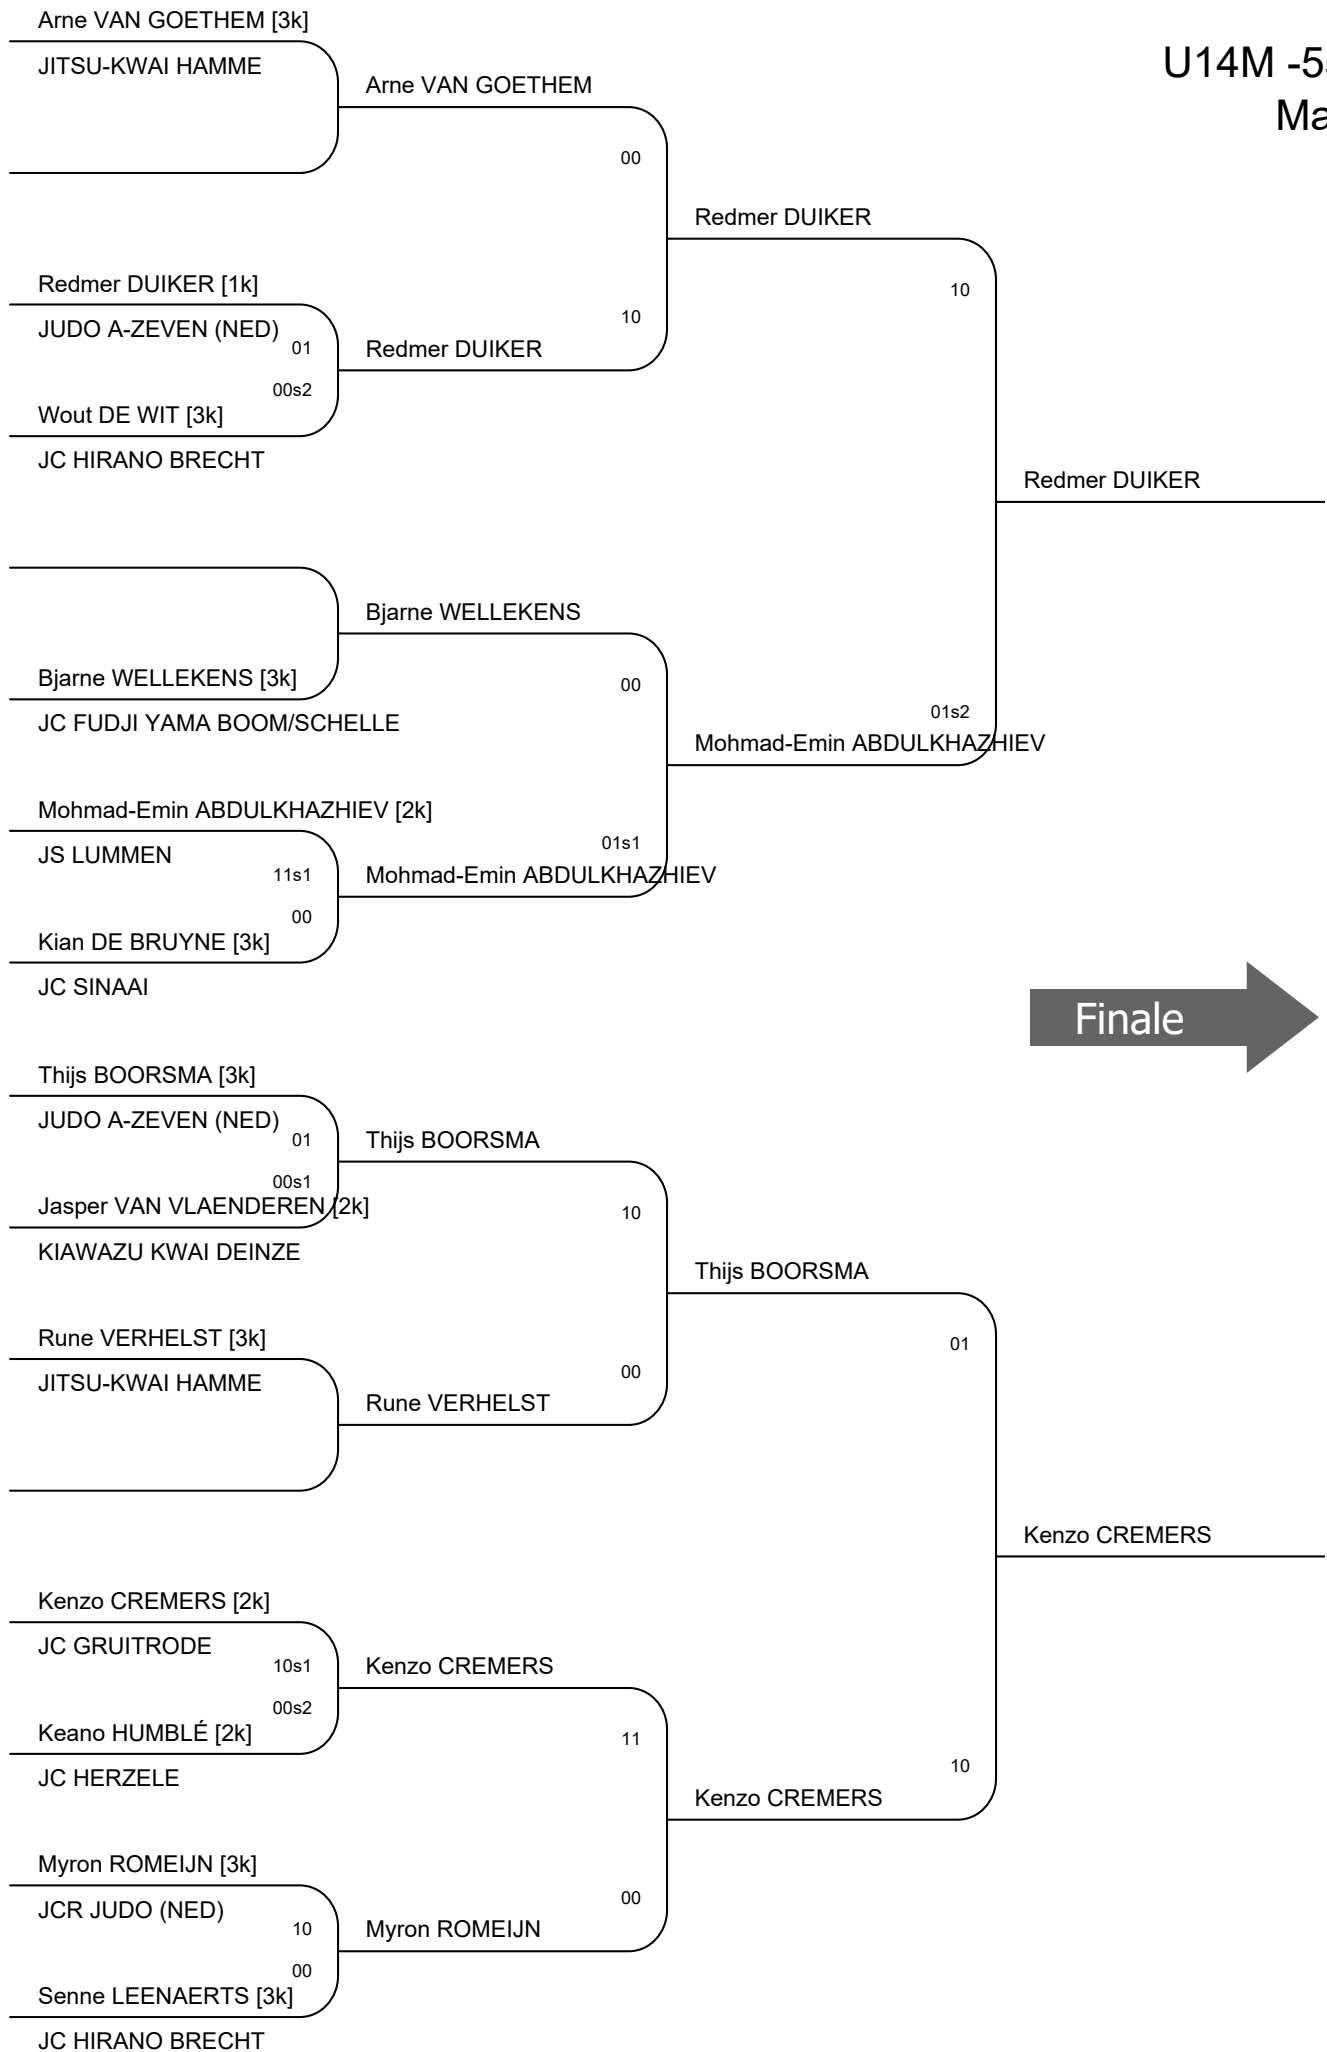 Arne VAN GOETHEM [3k]
JITSU-KWAI HAMME
Arne VAN GOETHEM
U14M -5
Ma
00
Redmer DUIKER
Redmer DUIKER [1k]
10
JUDO A-ZEVEN (NED)
01
10
Redmer DUIKER
00s2
Wout DE WIT [3k]
JC HIRANO BRECHT
Redmer DUIKER
Bjarne WELLEKENS
Bjarne WELLEKENS [3k]
00
JC FUDJI YAMA BOOM/SCHELLE
01s2
Mohmad-Emin ABDULKHAZHIEV
Mohmad-Emin ABDULKHAZHIEV [2k]
JS LUMMEN
01s1
11s1
Mohmad-Emin ABDULKHAZHIEV
00
Kian DE BRUYNE [3k]
JC SINAAI
Finale
Thijs BOORSMA [3k]
JUDO A-ZEVEN (NED)
01
Thijs BOORSMA
00s1
Jasper VAN VLAENDEREN [2k]
10
KIAWAZU KWAI DEINZE
Thijs BOORSMA
Rune VERHELST [3k]
01
JITSU-KWAI HAMME
00
Rune VERHELST
Kenzo CREMERS
Kenzo CREMERS [2k]
JC GRUITRODE
10s1
Kenzo CREMERS
00s2
Keano HUMBLÉ [2k]
11
JC HERZELE
10
Kenzo CREMERS
Myron ROMEIJN [3k]
00
JCR JUDO (NED)
10
Myron ROMEIJN
00
Senne LEENAERTS [3k]
JC HIRANO BRECHT